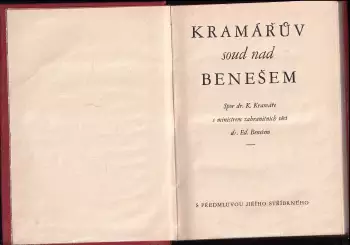 KRAMÁŘŮV
soud nad
BENEŠEM
Spor dr. K. Kramáře
s ministrem zahraničních věcí
dr. Ed. Benešem
S PŘEDMLUVOU JIŘÍHO STŘÍBRNÉHO